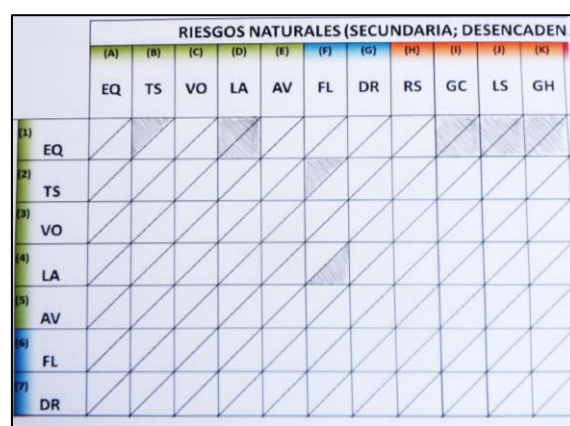 RIESGOS NATURALES (SECUNDARIA; DESENCADEN
(A) (B) (C) (D) (E) (F) (G) (H) (I) (J) (K)
EQ TS VO LA AV FL DR RS GC LS GH
(1) EQ
(2) TS
(3) VO
(4) LA
(5) AV
(6) FL
(7) DR